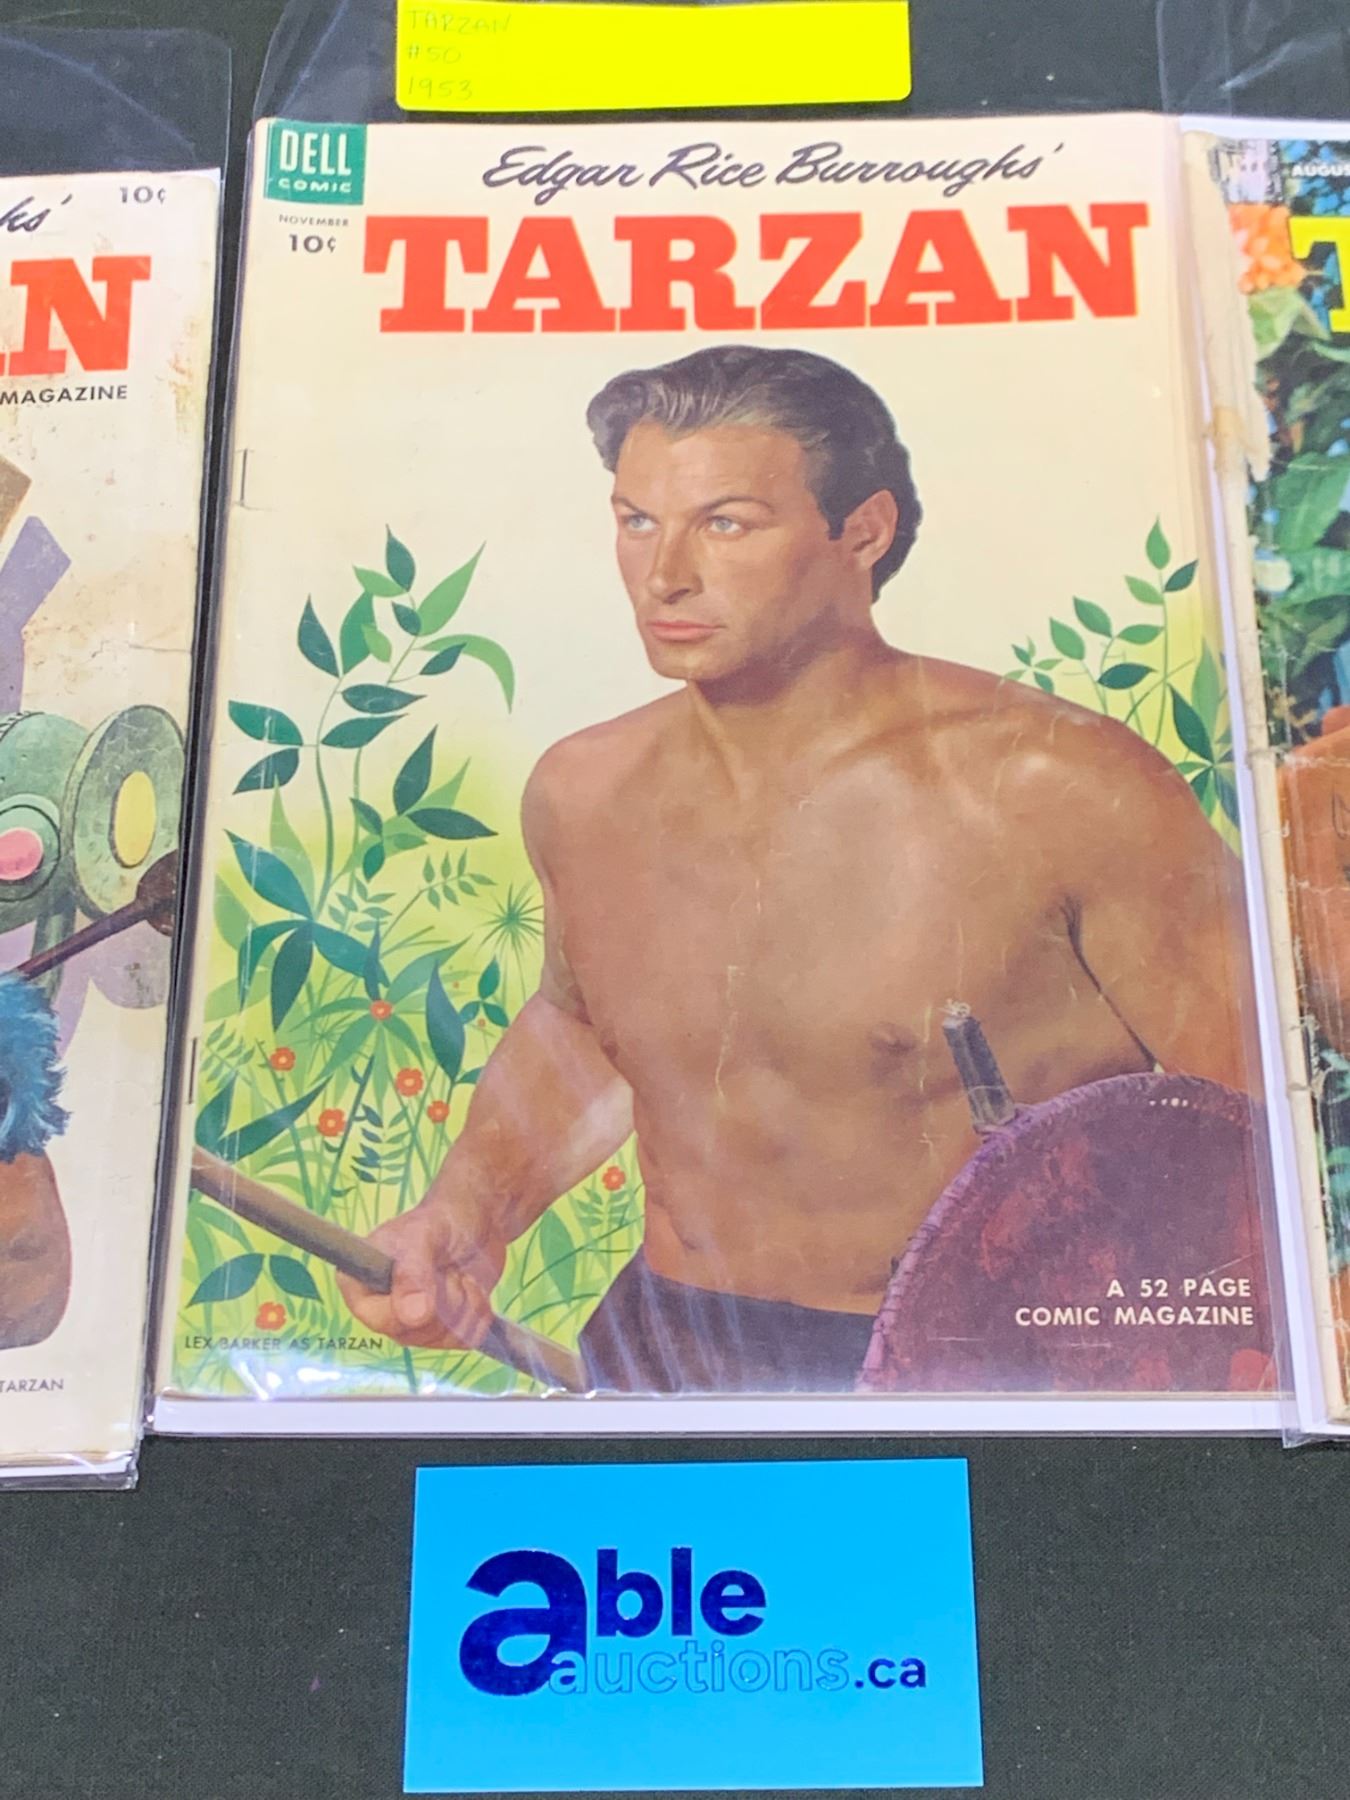 TARZAN
#50
1953
DELL
COMIC
NOVEMBER
10¢
Edgar Rice Burroughs'
TARZAN
LEX BARKER AS TARZAN
A 52 PAGE
COMIC MAGAZINE
10¢
MAGAZINE
TARZAN
able
auctions.ca